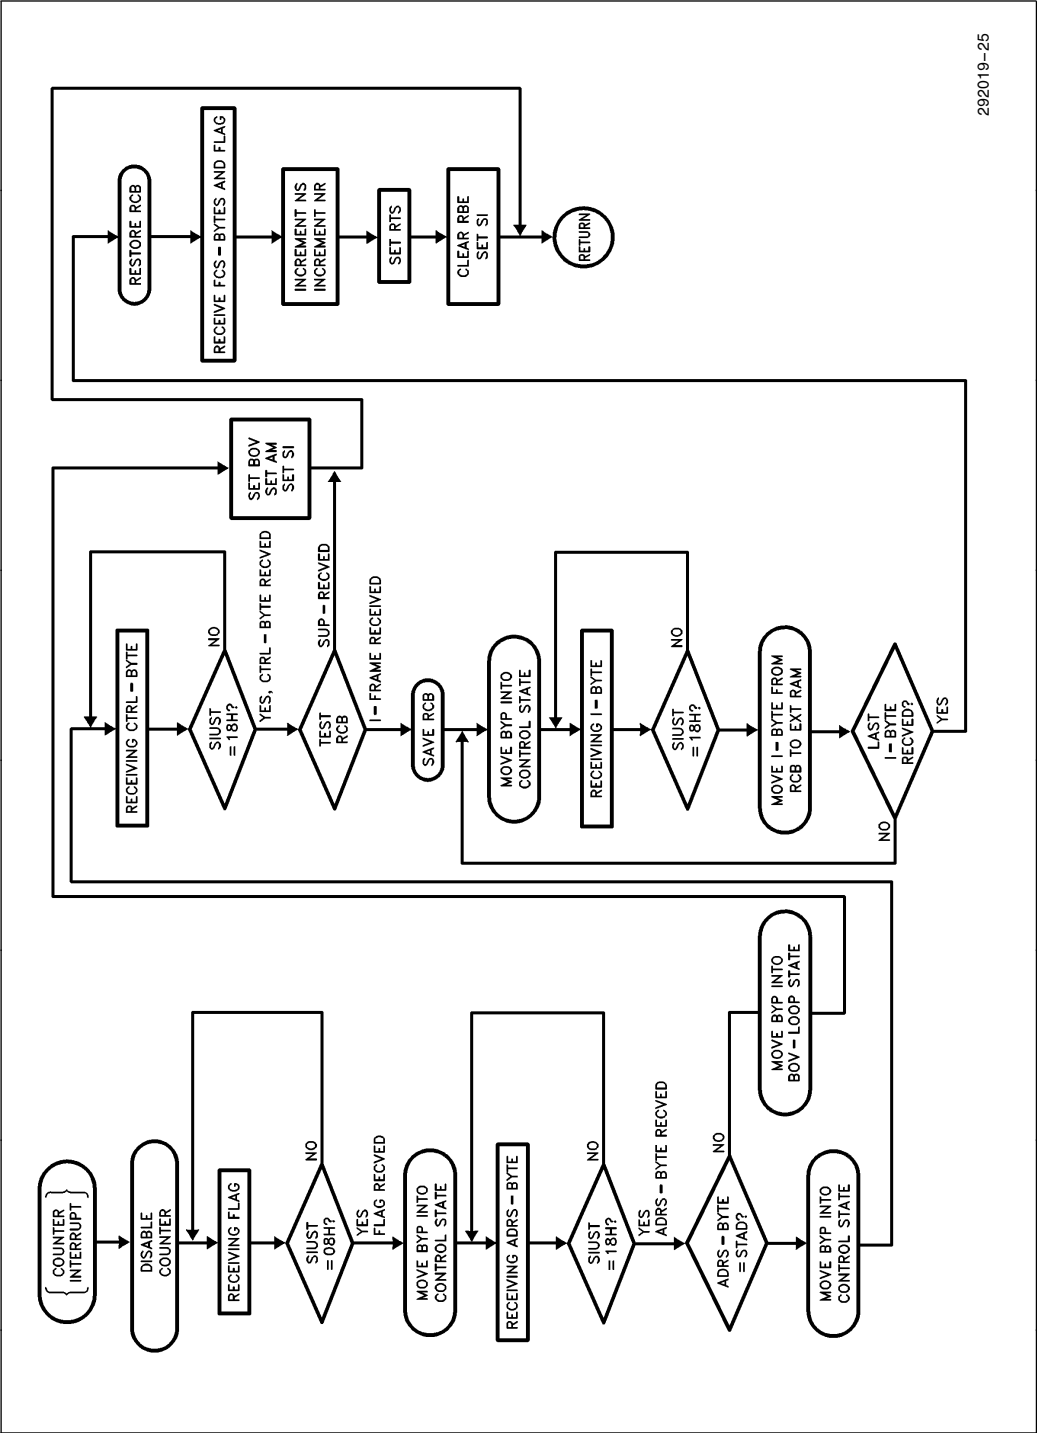 COUNTER
INTERRUPT
DISABLE
COUNTER
RECEIVING FLAG
SIUST
=08H?
NO
YES
FLAG RECVED
MOVE BYP INTO
CONTROL STATE
RECEIVING ADRS-BYTE
SIUST
=18H?
NO
YES
ADRS-BYTE RECVED
ADRS-BYTE
=STAD?
NO
MOVE BYP INTO
BOV-LOOP STATE
MOVE BYP INTO
CONTROL STATE
RECEIVING CTRL-BYTE
SIUST
=18H?
NO
YES, CTRL-BYTE RECVED
SET BOV
SET AM
SET SI
TEST
RCB
SUP-RECVED
I-FRAME RECEIVED
SAVE RCB
MOVE BYP INTO
CONTROL STATE
RECEIVING I-BYTE
SIUST
=18H?
NO
MOVE I-BYTE FROM
RCB TO EXT RAM
LAST
I-BYTE
RECVED?
NO
YES
RESTORE RCB
RECEIVE FCS-BYTES AND FLAG
INCREMENT NS
INCREMENT NR
SET RTS
CLEAR RBE
SET SI
RETURN
292019-25